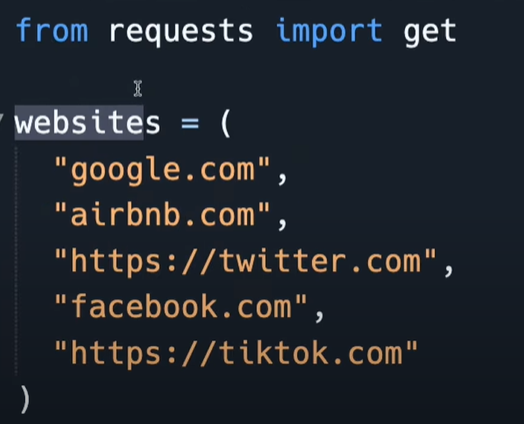 from requests import get
websites = (
"google.com",
"airbnb.com",
"https://twitter.com",
"facebook.com",
"https://tiktok.com"
)